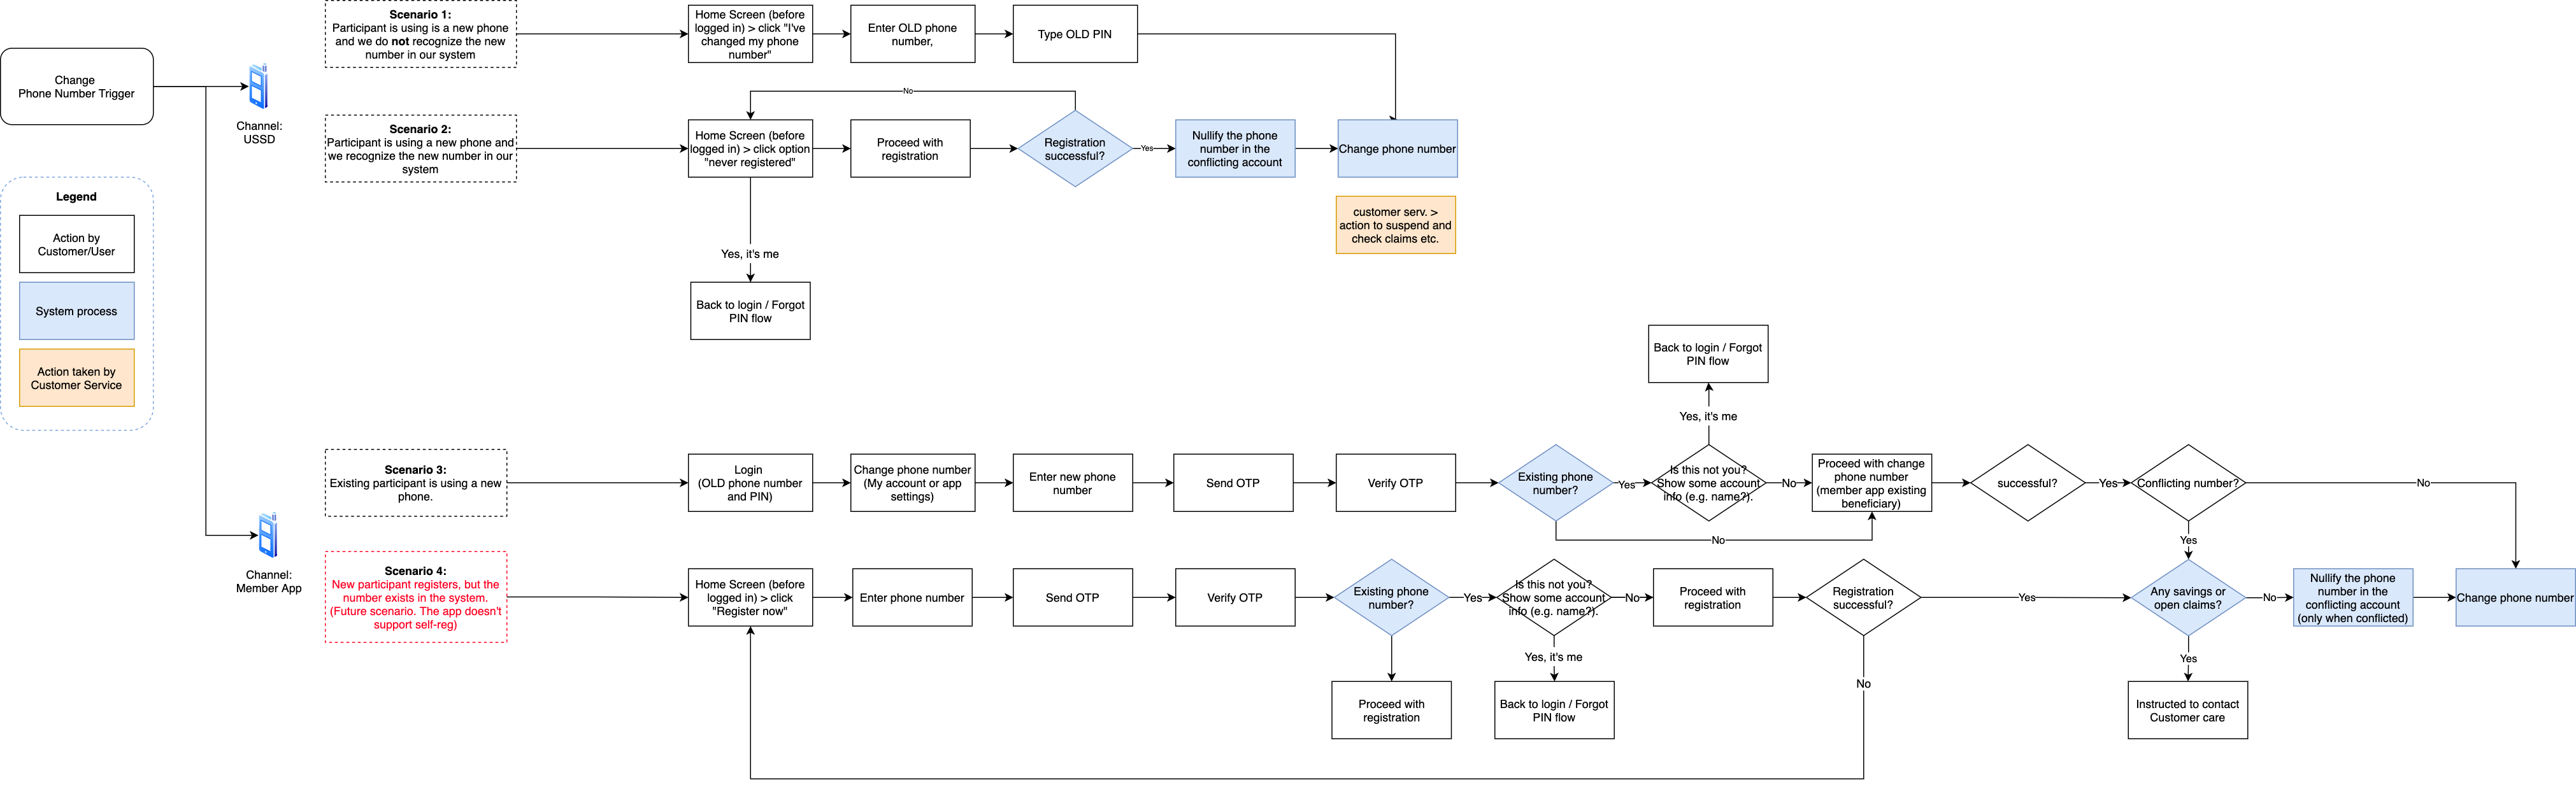 Change
Phone Number Trigger
Channel:
USSD
Legend
Action by
Customer/User
System process
Action taken by
Customer Service
Channel:
Member App
Scenario 1:
Participant is using is a new phone
and we do not recognize the new
number in our system
Home Screen (before
logged in) > click "I've
changed my phone
number"
Enter OLD phone
number,
Type OLD PIN
Scenario 2:
Participant is using a new phone and
we recognize the new number in our
system
Home Screen (before
logged in) > click option
"never registered"
Proceed with
registration
No
Registration
successful?
Yes
Nullify the phone
number in the
conflicting account
Change phone number
customer serv. >
action to suspend and
check claims etc.
Yes, it's me
Back to login / Forgot
PIN flow
Scenario 3:
Existing participant is using a new
phone.
Login
(OLD phone number
and PIN)
Change phone number
(My account or app
settings)
Enter new phone
number
Send OTP
Verify OTP
Existing phone
number?
Yes
No
Is this not you?
Show some account
info (e.g. name?).
Yes, it's me
Back to login / Forgot
PIN flow
No
Proceed with change
phone number
(member app existing
beneficiary)
successful?
Yes
Conflicting number?
No
Yes
Scenario 4:
New participant registers, but the
number exists in the system.
(Future scenario. The app doesn't
support self-reg)
Home Screen (before
logged in) > click
"Register now"
Enter phone number
Send OTP
Verify OTP
Existing phone
number?
Proceed with
registration
Yes
Is this not you?
Show some account
info (e.g. name?).
Yes, it's me
Back to login / Forgot
PIN flow
No
Proceed with
registration
Registration
successful?
No
Yes
Any savings or
open claims?
Yes
Instructed to contact
Customer care
No
Nullify the phone
number in the
conflicting account
(only when conflicted)
Change phone number